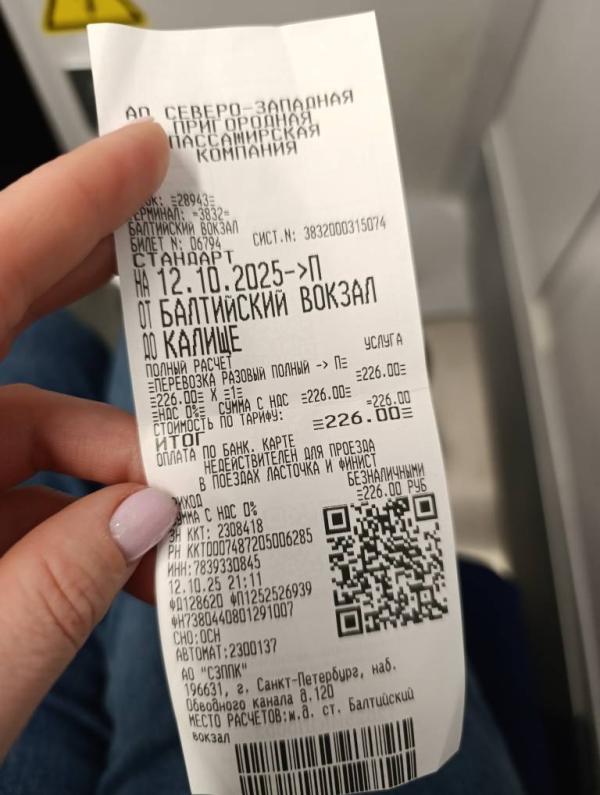 АО СЕВЕРО-ЗАПАДНАЯ
ПРИГОРОДНАЯ
ПАССАЖИРСКАЯ
КОМПАНИЯ
≡28943≡
≡3832≡
БАЛТИЙСКИЙ ВОКЗАЛ
БИЛЕТ N: 06794 СИСТ.N: 3832000315074
СТАНДАРТ
НА 12.10.2025->П
ОТ БАЛТИЙСКИЙ ВОКЗАЛ
ДО КАЛИЩЕ
ПОЛНЫЙ РАСЧЕТ УСЛУГА
≡ПЕРЕВОЗКА РАЗОВЫЙ ПОЛНЫЙ -> П≡
≡226.00≡ X ≡1≡ ≡226.00≡
≡НДС 0%≡ СУММА С НДС ≡226.00≡
СТОИМОСТЬ ПО ТАРИФУ: ≡226.00
ИТОГ ≡226.00≡
ОПЛАТА ПО БАНК. КАРТЕ
НЕДЕЙСТВИТЕЛЕН ДЛЯ ПРОЕЗДА
В ПОЕЗДАХ ЛАСТОЧКА И ФИНИСТ
БЕЗНАЛИЧНЫМИ
≡226.00 РУБ
С НДС 0%
ЗН ККТ: 2308418
РН ККТ0007487205006285
ИНН:7839330845
12.10.25 21:11
ФД128620 ФП1252526939
ФН7380440801291007
СНО:ОСН
АВТОМАТ:2300137
АО "СЗППК"
196631, г. Санкт-Петербург, наб.
Обводного канала д.120
МЕСТО РАСЧЕТОВ:ж.д. ст. Балтийский
вокзал